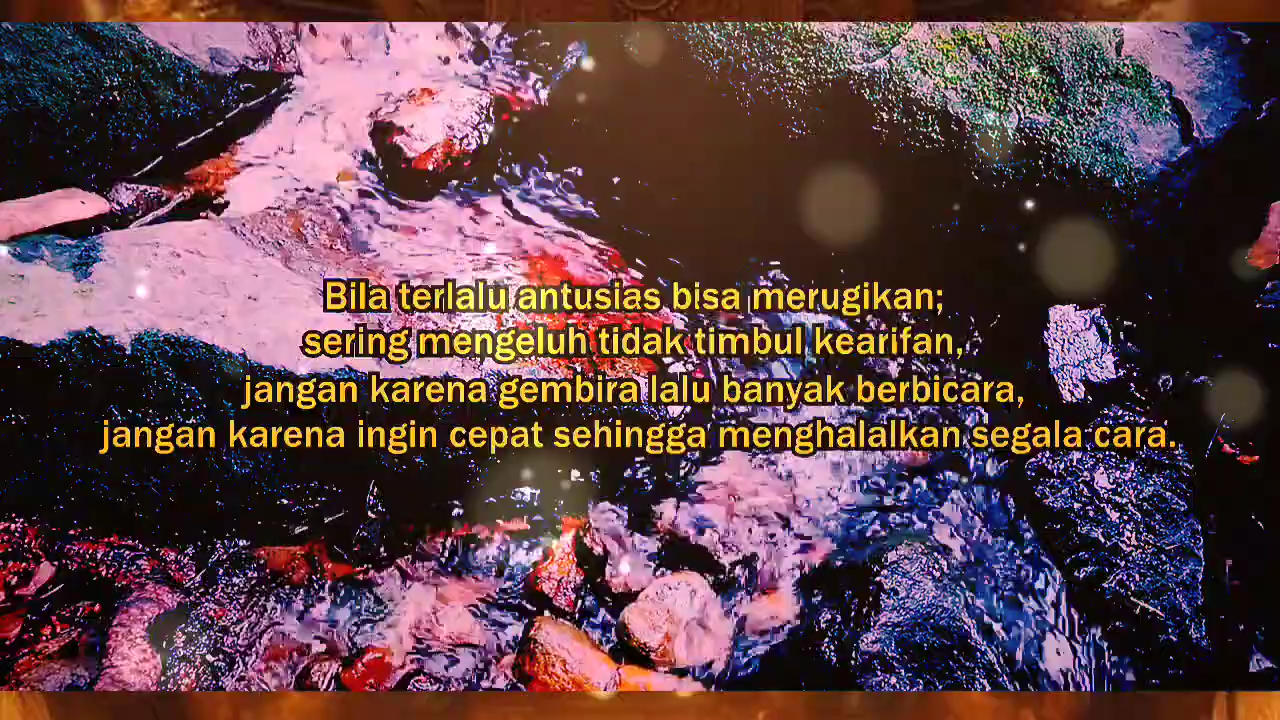 Bila terlalu antusias bisa merugikan;
sering mengeluh tidak timbul kearifan,
jangan karena gembira lalu banyak berbicara,
jangan karena ingin cepat sehingga menghalalkan segala cara.